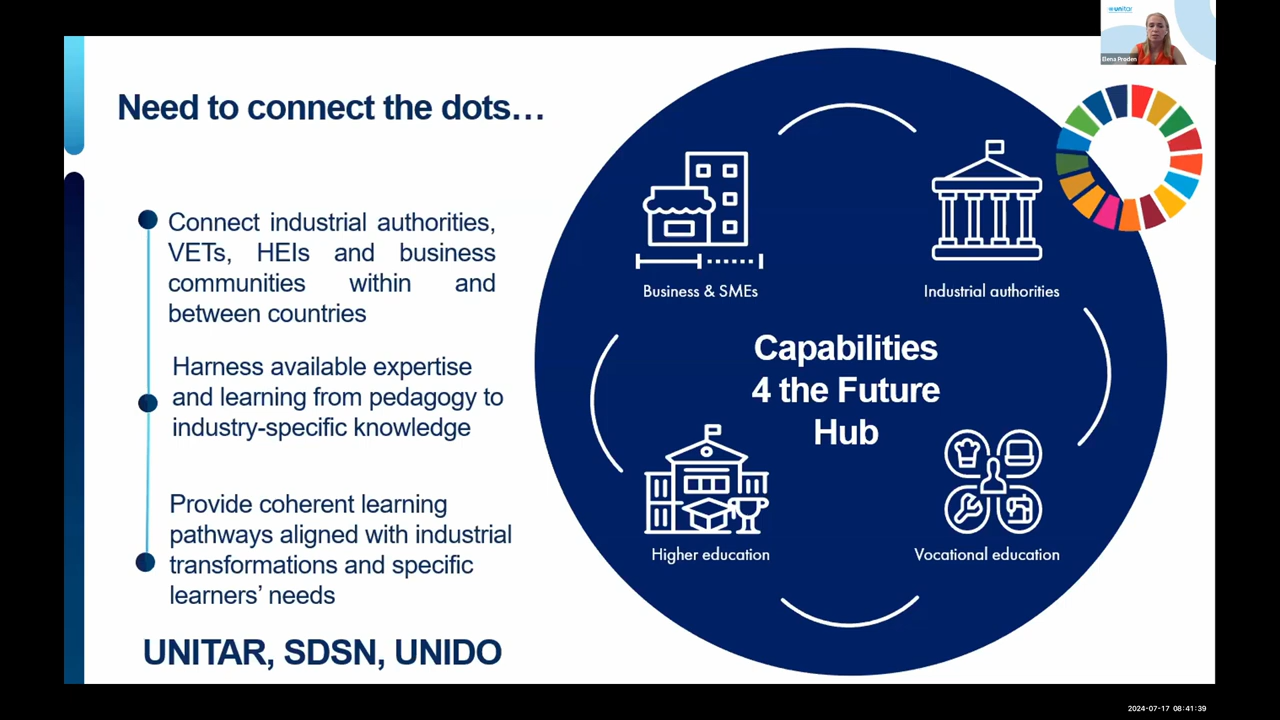 unitar
Elena Proden
Need to connect the dots…
Connect industrial authorities,
VETs, HEIs and business
communities within and
between countries
Harness available expertise
and learning from pedagogy to
industry-specific knowledge
Provide coherent learning
pathways aligned with industrial
transformations and specific
learners’ needs
UNITAR, SDSN, UNIDO
Business & SMEs
Industrial authorities
Capabilities
4 the Future
Hub
Higher education
Vocational education
2024-07-17 08:41:39